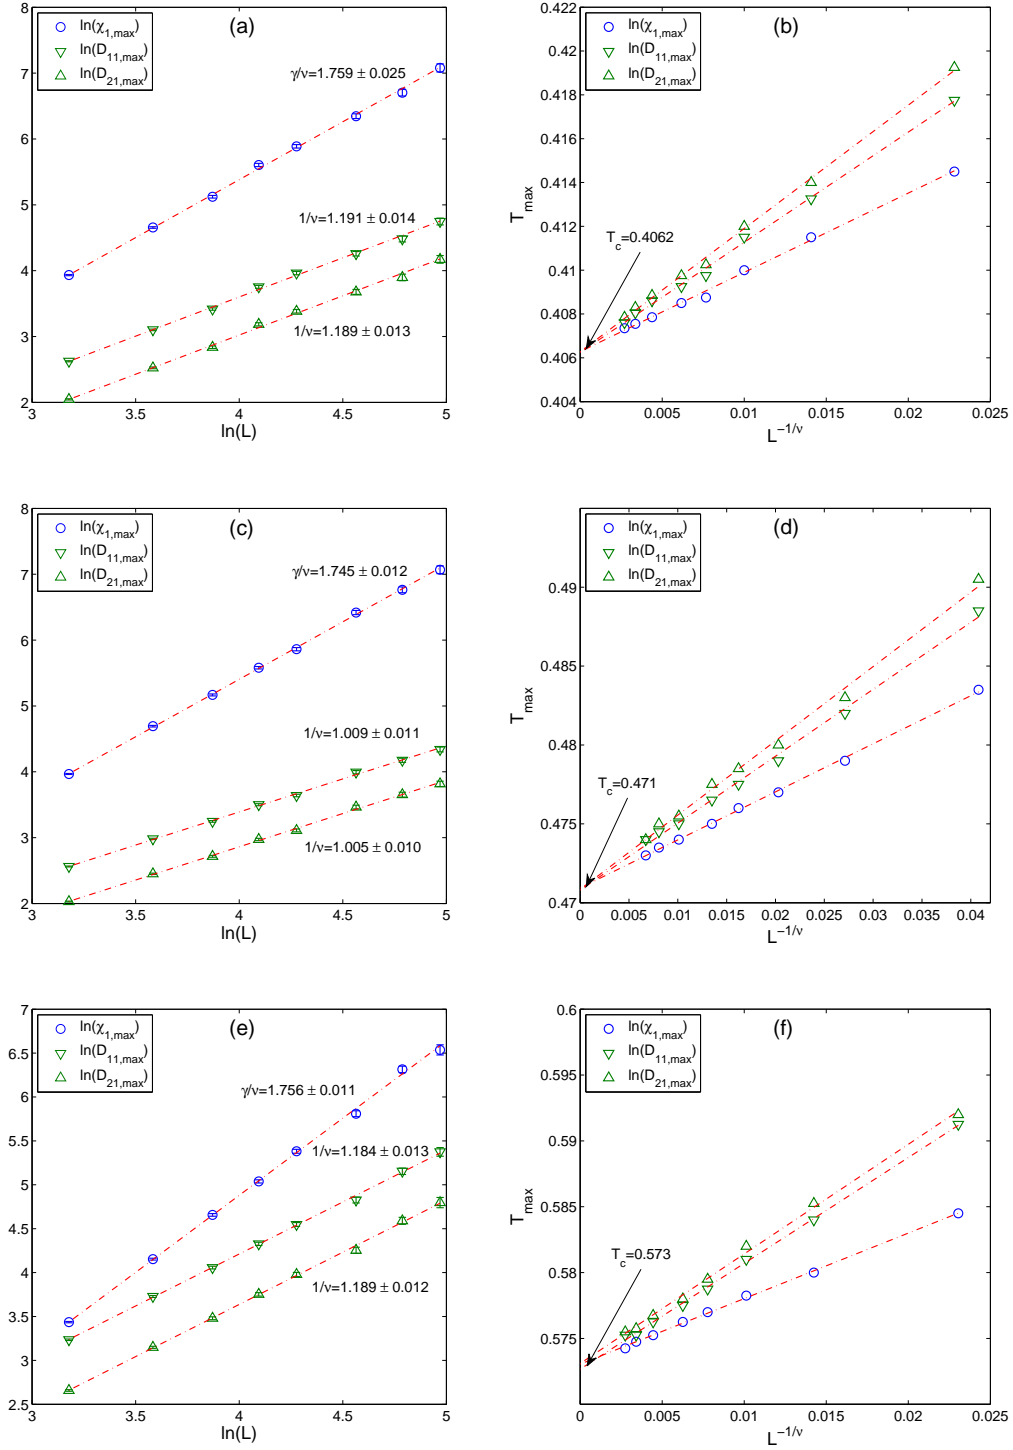 (a)
ln(χ1,max)
ln(D11,max)
ln(D21,max)
γ/ν=1.759 ± 0.025
1/ν=1.191 ± 0.014
1/ν=1.189 ± 0.013
8
7
6
5
4
3
2
3
3.5
4
4.5
5
ln(L)
(b)
ln(χ1,max)
ln(D11,max)
ln(D21,max)
Tc=0.4062
Tmax
0.422
0.42
0.418
0.416
0.414
0.412
0.41
0.408
0.406
0.404
0
0.005
0.01
0.015
0.02
0.025
L−1/ν
(c)
ln(χ1,max)
ln(D11,max)
ln(D21,max)
γ/ν=1.745 ± 0.012
1/ν=1.009 ± 0.011
1/ν=1.005 ± 0.010
8
7
6
5
4
3
2
3
3.5
4
4.5
5
ln(L)
(d)
ln(χ1,max)
ln(D11,max)
ln(D21,max)
Tc=0.471
Tmax
0.49
0.485
0.48
0.475
0.47
0
0.005
0.01
0.015
0.02
0.025
0.03
0.035
0.04
L−1/ν
(e)
ln(χ1,max)
ln(D11,max)
ln(D21,max)
γ/ν=1.756 ± 0.011
1/ν=1.184 ± 0.013
1/ν=1.189 ± 0.012
7
6.5
6
5.5
5
4.5
4
3.5
3
2.5
3
3.5
4
4.5
5
ln(L)
(f)
ln(χ1,max)
ln(D11,max)
ln(D21,max)
Tc=0.573
Tmax
0.6
0.595
0.59
0.585
0.58
0.575
0
0.005
0.01
0.015
0.02
0.025
L−1/ν